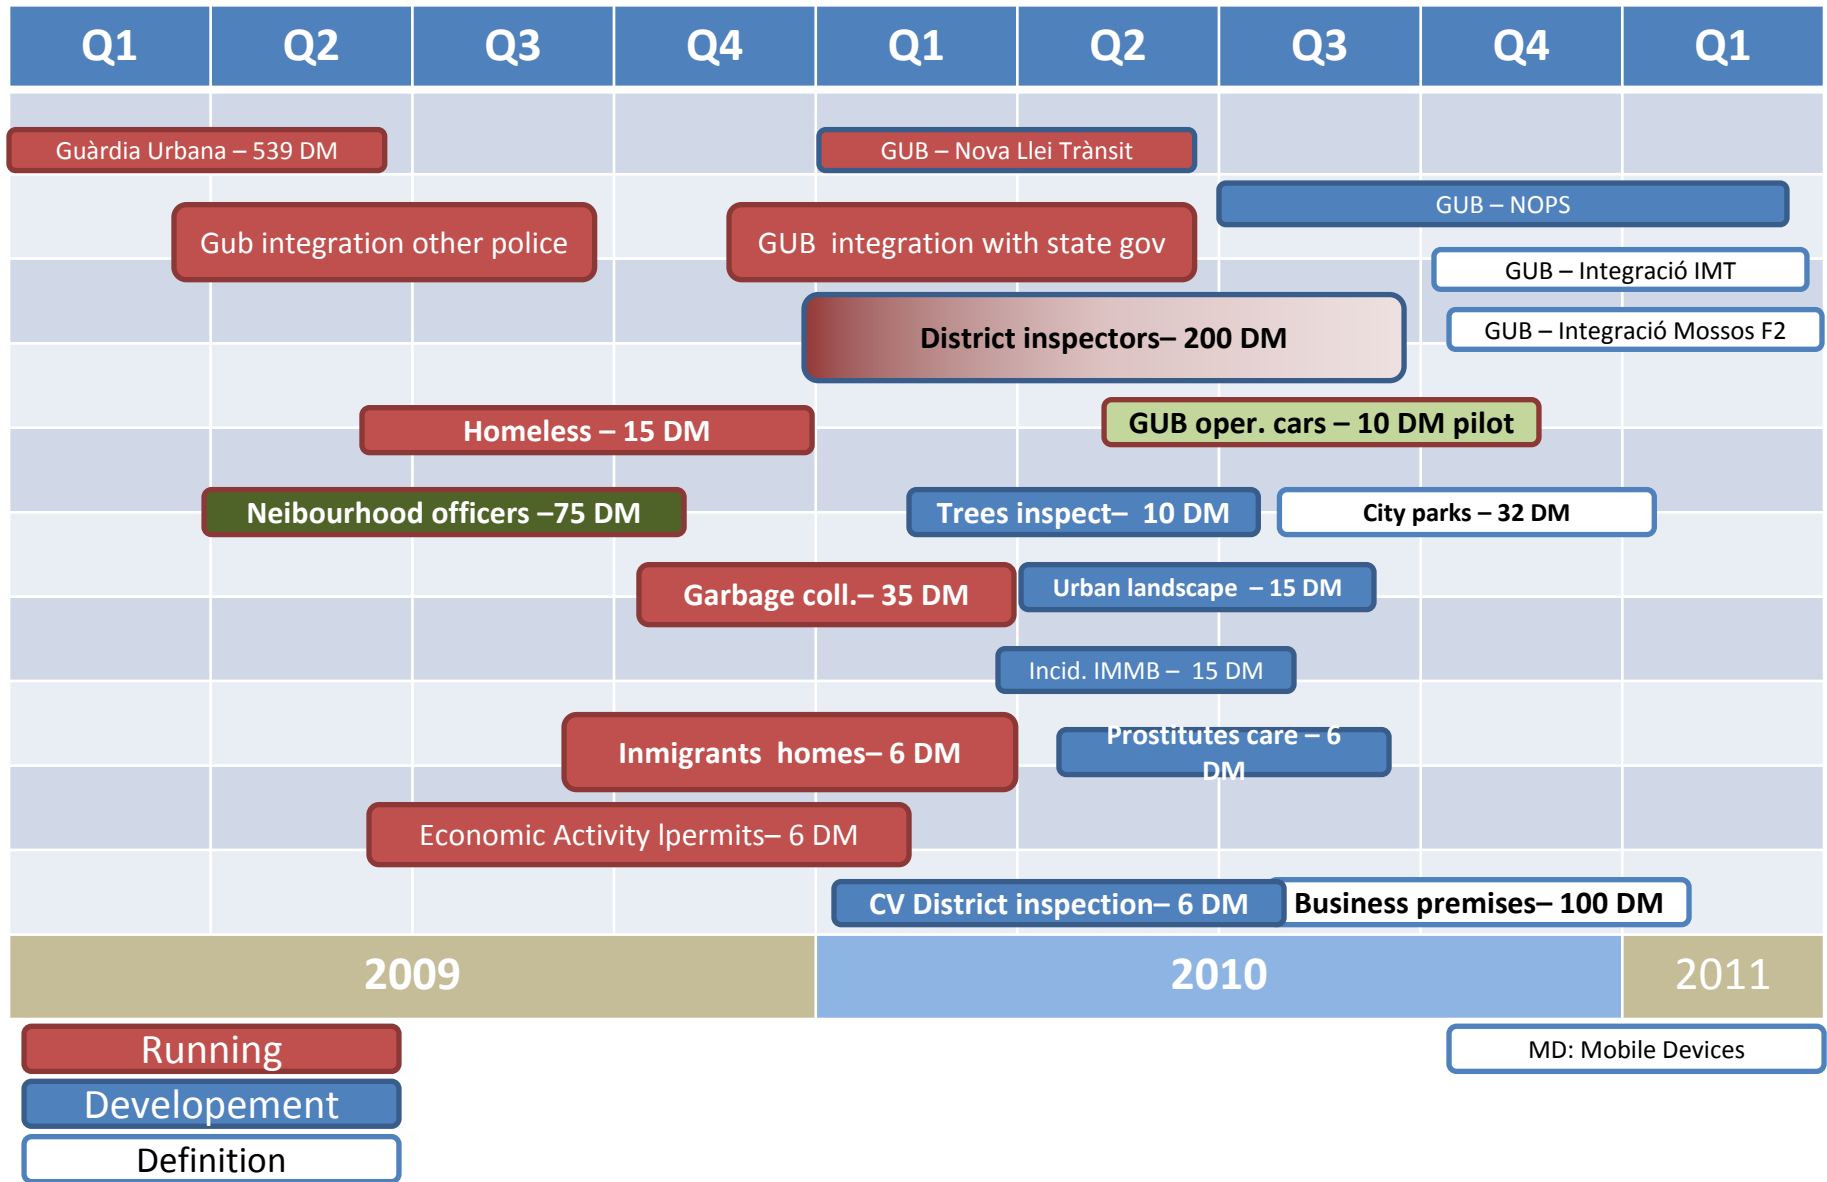 Q1 Q2 Q3 Q4 Q1 Q2 Q3 Q4 Q1
Guàrdia Urbana – 539 DM
GUB – Nova Llei Trànsit
GUB – NOPS
Gub integration other police
GUB integration with state gov
GUB – Integració IMT
GUB – Integració Mossos F2
District inspectors– 200 DM
Homeless – 15 DM
GUB oper. cars – 10 DM pilot
Neibourhood officers –75 DM
Trees inspect– 10 DM
City parks – 32 DM
Garbage coll.– 35 DM
Urban landscape – 15 DM
Incid. IMMB – 15 DM
Inmigrants homes– 6 DM
Prostitutes care – 6
DM
Economic Activity lpermits– 6 DM
CV District inspection– 6 DM
Business premises– 100 DM
2009 2010 2011
Running
MD: Mobile Devices
Developement
Definition